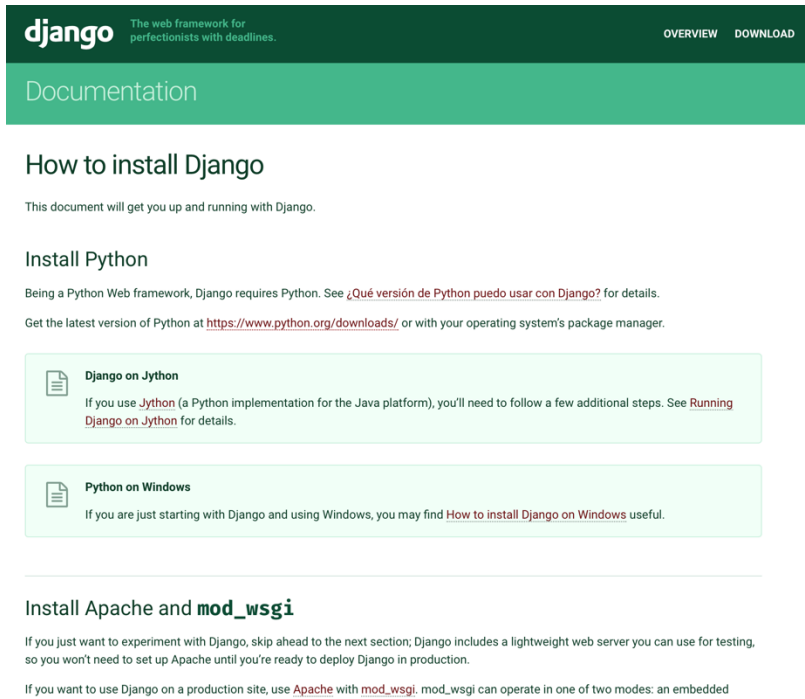 django
The web framework for
perfectionists with deadlines.
OVERVIEW DOWNLOAD
Documentation
How to install Django
This document will get you up and running with Django.
Install Python
Being a Python Web framework, Django requires Python. See ¿Qué versión de Python puedo usar con Django? for details.
Get the latest version of Python at https://www.python.org/downloads/ or with your operating system's package manager.
Django on Jython
If you use Jython (a Python implementation for the Java platform), you'll need to follow a few additional steps. See Running
Django on Jython for details.
Python on Windows
If you are just starting with Django and using Windows, you may find How to install Django on Windows useful.
Install Apache and mod_wsgi
If you just want to experiment with Django, skip ahead to the next section; Django includes a lightweight web server you can use for testing,
so you won't need to set up Apache until you're ready to deploy Django in production.
If you want to use Django on a production site, use Apache with mod_wsgi. mod_wsgi can operate in one of two modes: an embedded